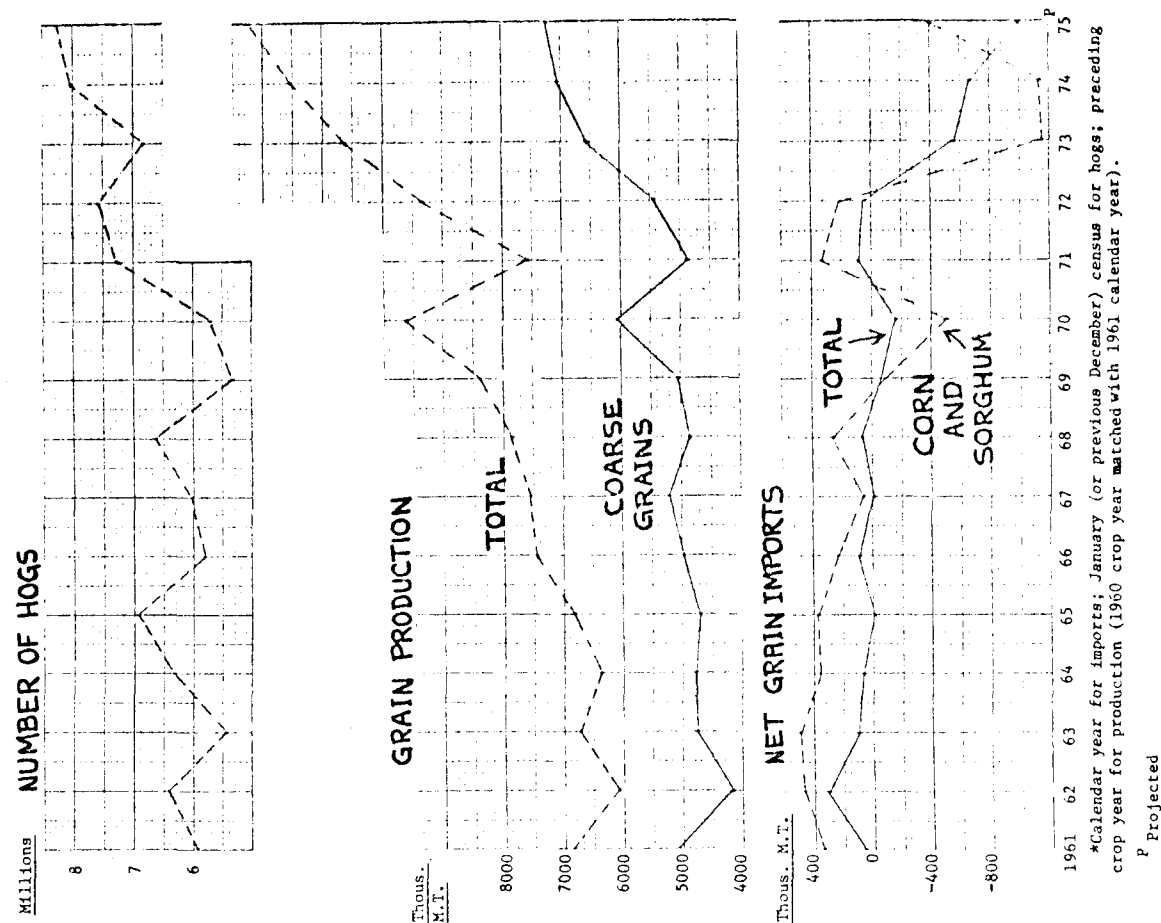 NUMBER OF HOGS
Millions
8
7
6
GRAIN PRODUCTION
Thous.
M.T.
8000
7000
6000
5000
4000
TOTAL
COARSE
GRAINS
NET GRAIN IMPORTS
Thous. M.T.
400
0
-400
-800
TOTAL
CORN
AND
SORGHUM
1961 62 63 64 65 66 67 68 69 70 71 72 73 74 75 P
*Calendar year for imports; January (or previous December) census for hogs; preceding
crop year for production (1960 crop year matched with 1961 calendar year).
P Projected